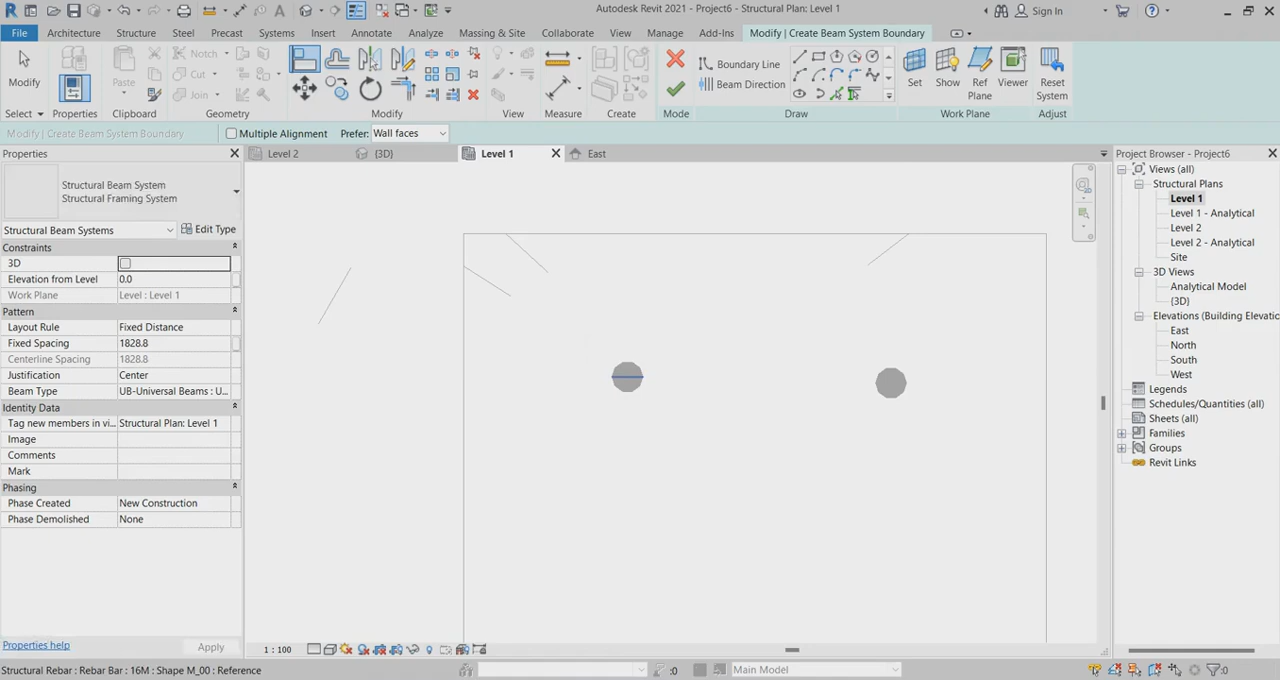 Autodesk Revit 2021 - Project6 - Structural Plan: Level 1
Sign In
File Architecture Structure Steel Precast Systems Insert Annotate Analyze Massing & Site Collaborate View Manage Add-Ins Modify | Create Beam System Boundary
Modify
Paste
Notch
Cut
Join
Boundary Line
Beam Direction
Set Show Ref Plane Viewer Reset System
Select Properties Clipboard Geometry Modify View Measure Create Mode Draw Work Plane Adjust
Modify | Create Beam System Boundary
Multiple Alignment Prefer: Wall faces
Properties
Level 2 {3D} Level 1 East
Project Browser - Project6
Structural Beam System
Structural Framing System
Structural Beam Systems Edit Type
Constraints
3D
Elevation from Level 0.0
Work Plane Level : Level 1
Pattern
Layout Rule Fixed Distance
Fixed Spacing 1828.8
Centerline Spacing 1828.8
Justification Center
Beam Type UB-Universal Beams : U...
Identity Data
Tag new members in vi... Structural Plan: Level 1
Image
Comments
Mark
Phasing
Phase Created New Construction
Phase Demolished None
Properties help Apply
Views (all)
Structural Plans
Level 1
Level 1 - Analytical
Level 2
Level 2 - Analytical
Site
3D Views
Analytical Model
{3D}
Elevations (Building Elevatio
East
North
South
West
Legends
Schedules/Quantities (all)
Sheets (all)
Families
Groups
Revit Links
1 : 100
Structural Rebar : Rebar Bar : 16M : Shape M_00 : Reference
:0 Main Model :0